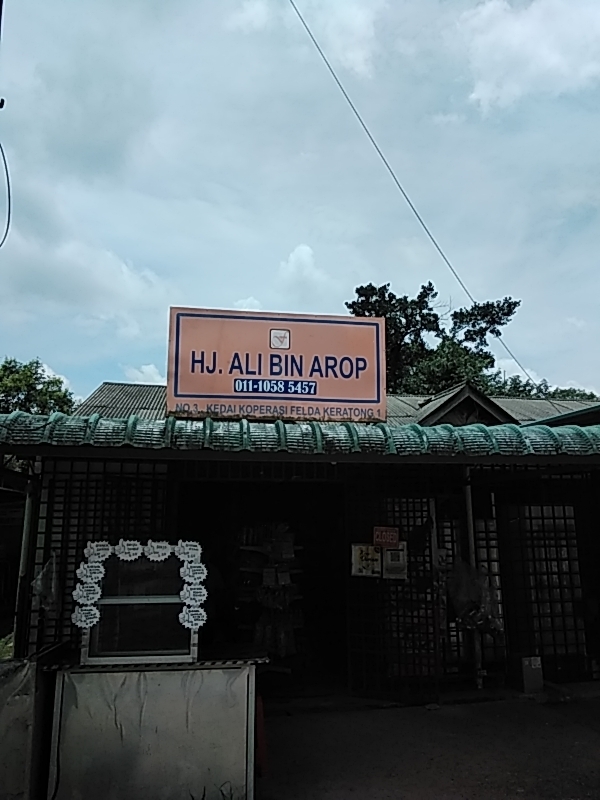 HJ. ALI BIN AROP
011-1058 5457
NO 3, KEDAI KOPERASI FELDA KERATONG 1
CLOSED